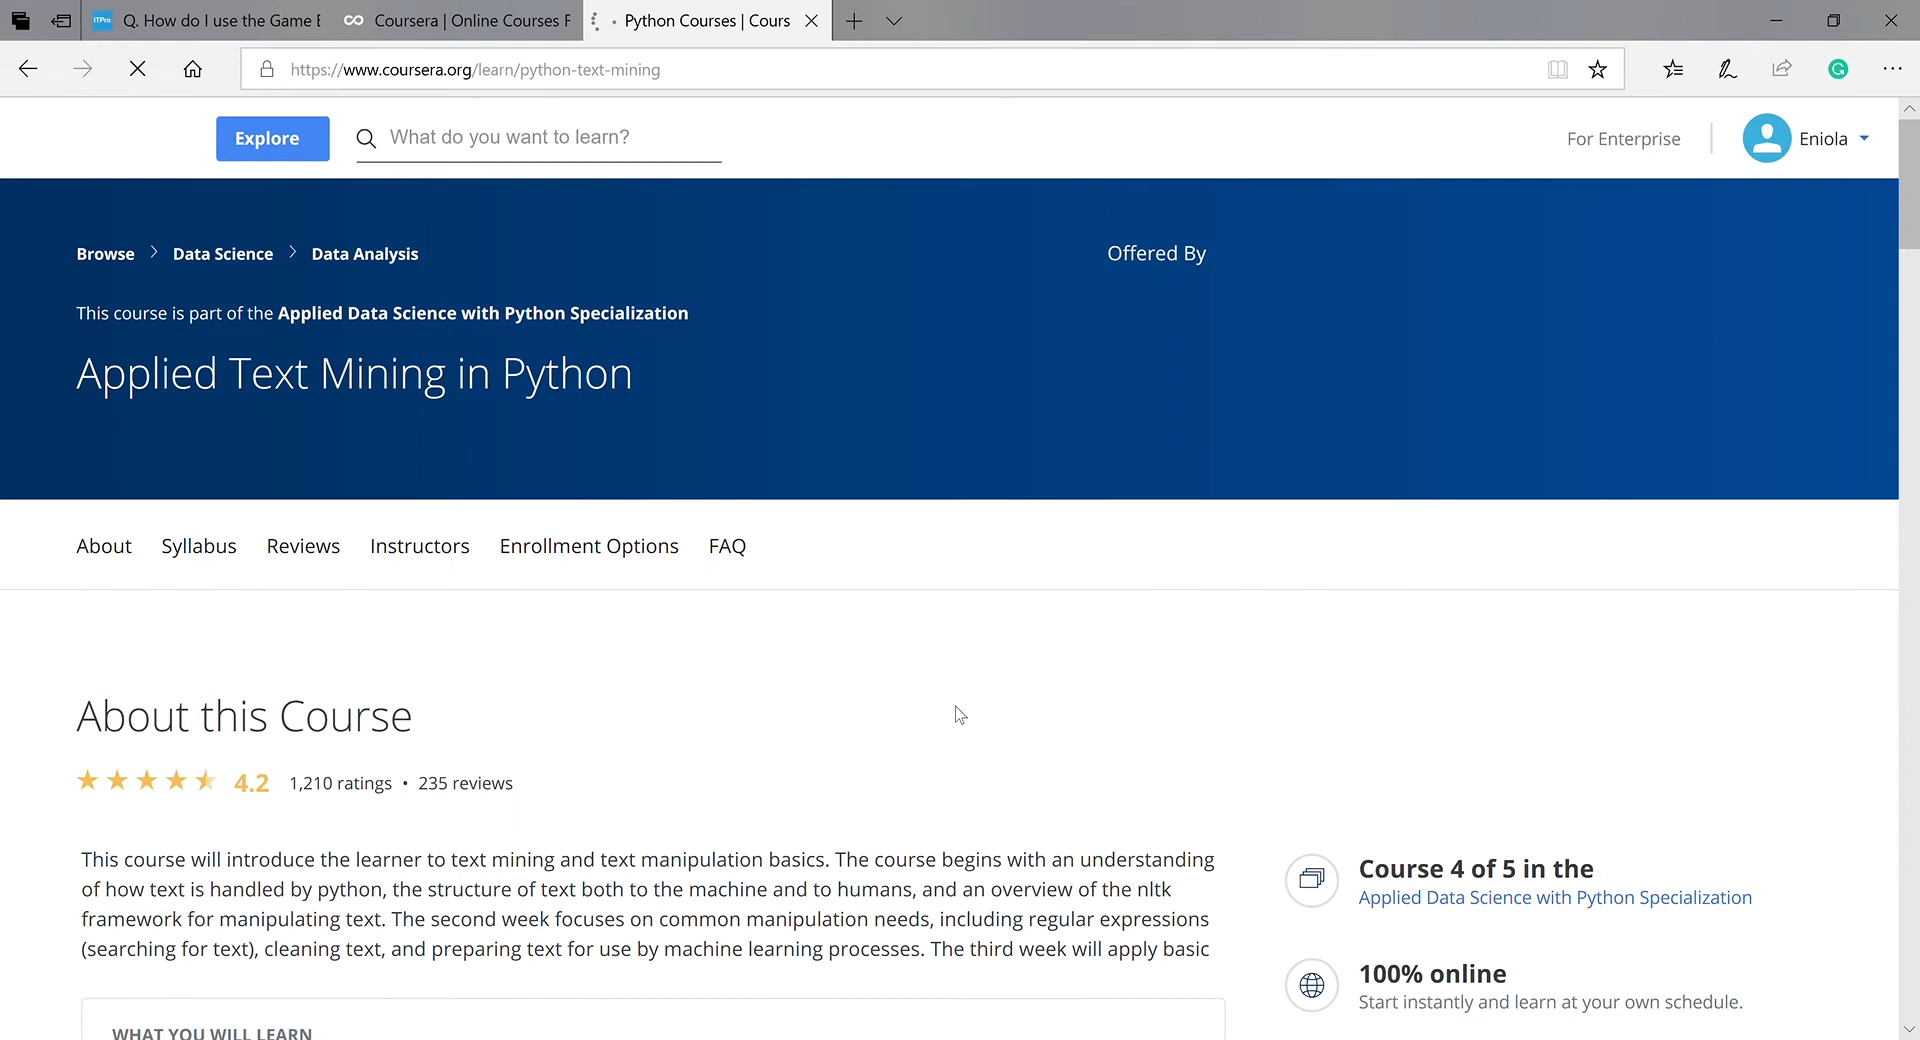 ITPro Q. How do I use the Game
Coursera | Online Courses F
Python Courses | Cours
https://www.coursera.org/learn/python-text-mining
G
Explore
What do you want to learn?
For Enterprise
Eniola
Browse
Data Science
Data Analysis
Offered By
This course is part of the Applied Data Science with Python Specialization
Applied Text Mining in Python
About
Syllabus
Reviews
Instructors
Enrollment Options
FAQ
About this Course
4.2 1,210 ratings • 235 reviews
This course will introduce the learner to text mining and text manipulation basics. The course begins with an understanding
of how text is handled by python, the structure of text both to the machine and to humans, and an overview of the nltk
framework for manipulating text. The second week focuses on common manipulation needs, including regular expressions
(searching for text), cleaning text, and preparing text for use by machine learning processes. The third week will apply basic
WHAT YOU WILL LEARN
Course 4 of 5 in the
Applied Data Science with Python Specialization
100% online
Start instantly and learn at your own schedule.